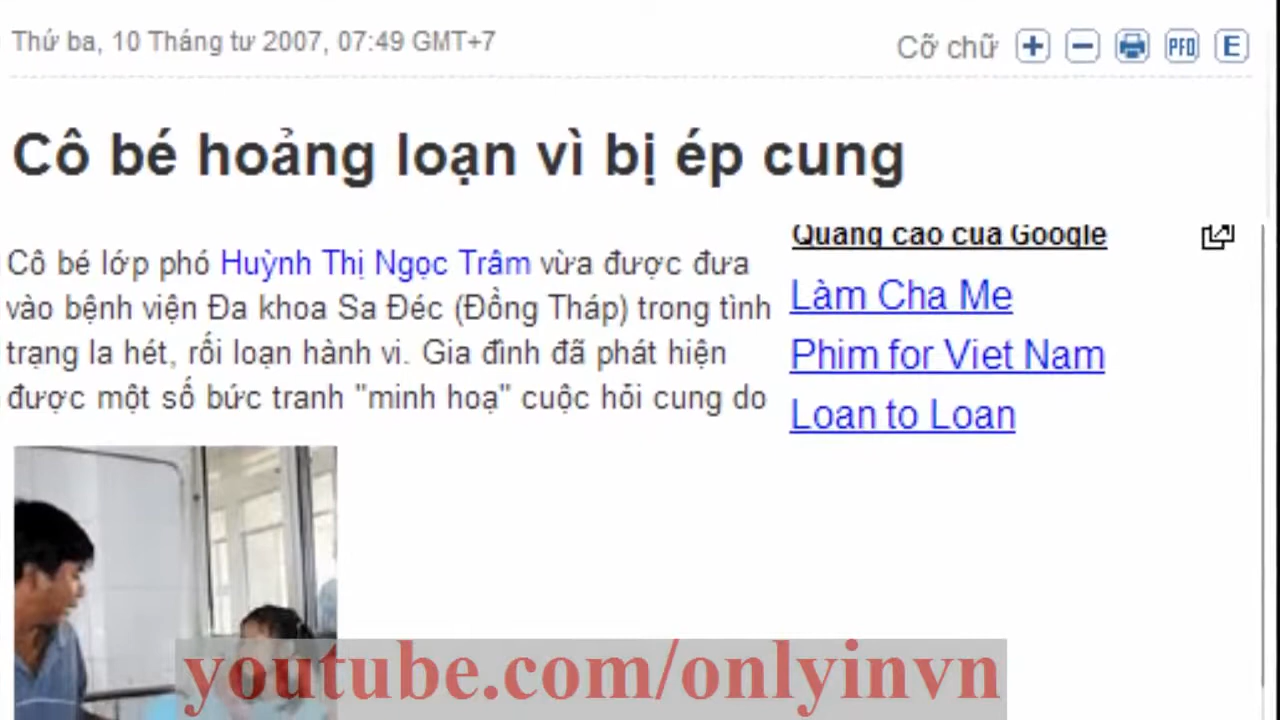 Thứ ba, 10 Tháng tư 2007, 07:49 GMT+7
Cỡ chữ
PFD
E
Cô bé hoảng loạn vì bị ép cung
Cô bé lớp phó Huỳnh Thị Ngọc Trâm vừa được đưa
vào bệnh viện Đa khoa Sa Đéc (Đồng Tháp) trong tình
trạng la hét, rối loạn hành vi. Gia đình đã phát hiện
được một số bức tranh "minh hoạ" cuộc hỏi cung do
Quảng cáo của Google
Làm Cha Me
Phim for Viet Nam
Loan to Loan
youtube.com/onlyinvn